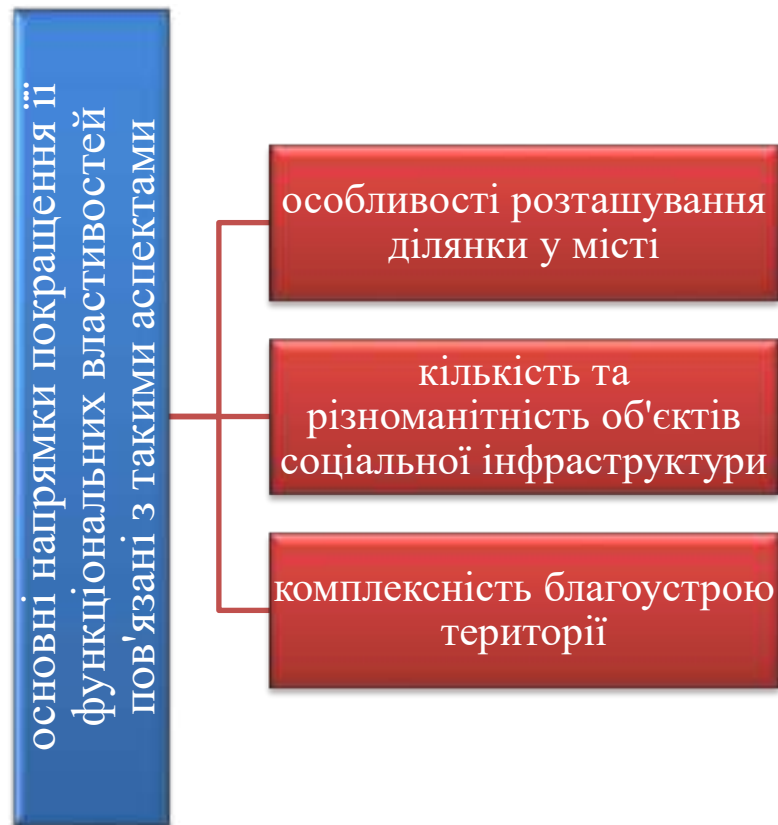 основні напрямки покращення її
функціональних властивостей
пов'язані з такими аспектами
особливості розташування
ділянки у місті
кількість та
різноманітність об'єктів
соціальної інфраструктури
комплексність благоустрою
території